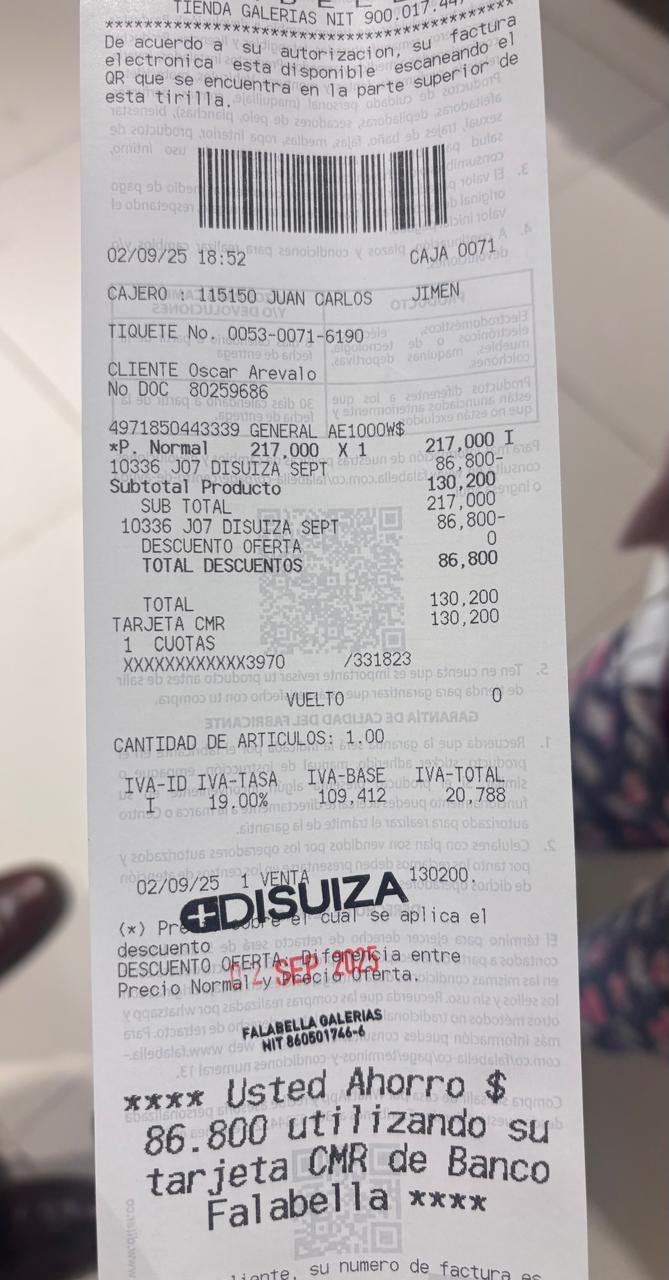 TIENDA GALERIAS NIT 900.017.447
****************************************
De acuerdo a su autorizacion, su factura
electronica esta disponible escaneando el
QR que se encuentra en la parte superior de
esta tirilla.
02/09/25 18:52 CAJA 0071
CAJERO : 115150 JUAN CARLOS JIMEN
TIQUETE No. 0053-0071-6190
CLIENTE Oscar Arevalo
No DOC 80259686
4971850443339 GENERAL AE1000W$
*P. Normal 217,000 X 1 217,000 I
10336 J07 DISUIZA SEPT 86,800-
Subtotal Producto 130,200
SUB TOTAL 217,000
10336 J07 DISUIZA SEPT 86,800-
DESCUENTO OFERTA 0
TOTAL DESCUENTOS 86,800
TOTAL 130,200
TARJETA CMR 130,200
1 CUOTAS
XXXXXXXXXXXX3970 /331823
VUELTO 0
CANTIDAD DE ARTICULOS: 1.00
IVA-ID IVA-TASA IVA-BASE IVA-TOTAL
I 19.00% 109,412 20,788
02/09/25 1 VENTA 130200.
DISUIZA
(*) el cual se aplica el
descuento
DESCUENTO OFERTA Diferencia entre
02 SEP 2025
Precio Normal y Precio Oferta.
FALABELLA GALERIAS
NIT 860501746-6
**** Usted Ahorro $
86.800 utilizando su
tarjeta CMR de Banco
Falabella ****
su numero de factura es